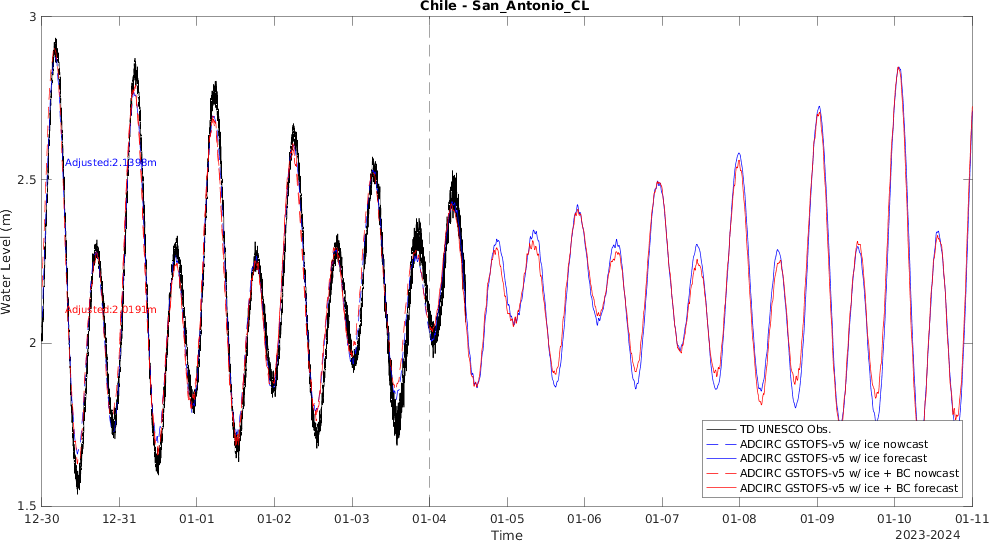 Chile - San_Antonio_CL
3
2.5
2
1.5
Water Level (m)
Adjusted:2.1398m
Adjusted:2.0191m
TD UNESCO Obs.
ADCIRC GSTOFS-v5 w/ ice nowcast
ADCIRC GSTOFS-v5 w/ ice forecast
ADCIRC GSTOFS-v5 w/ ice + BC nowcast
ADCIRC GSTOFS-v5 w/ ice + BC forecast
12-30 12-31 01-01 01-02 01-03 01-04 01-05 01-06 01-07 01-08 01-09 01-10 01-11
Time
2023-2024